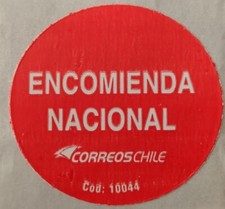 ENCOMIENDA
NACIONAL
CORREOSCHILE
Cod: 10044